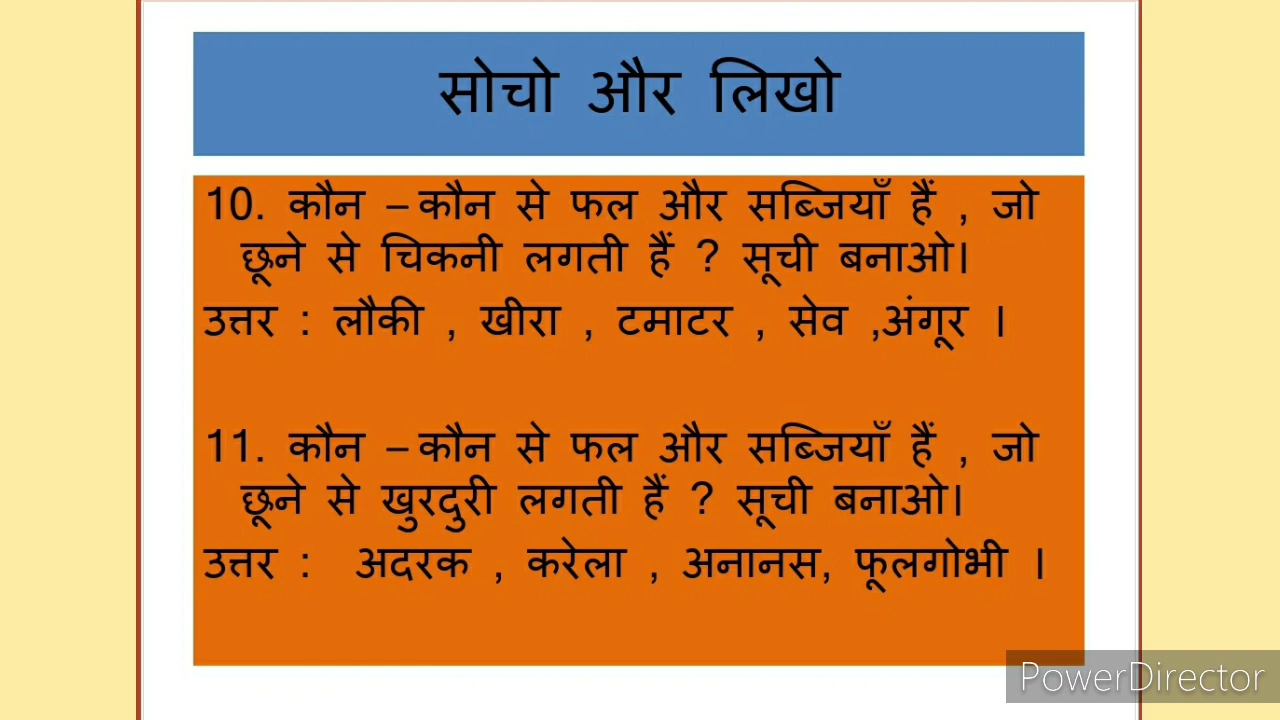 सोचो और लिखो
10. कौन –कौन से फल और सब्जियाँ हैं , जो
छूने से चिकनी लगती हैं ? सूची बनाओ।
उत्तर : लौकी , खीरा , टमाटर , सेव ,अंगूर ।
11. कौन –कौन से फल और सब्जियाँ हैं , जो
छूने से खुरदुरी लगती हैं ? सूची बनाओ।
उत्तर : अदरक , करेला , अनानस, फूलगोभी ।
PowerDirector